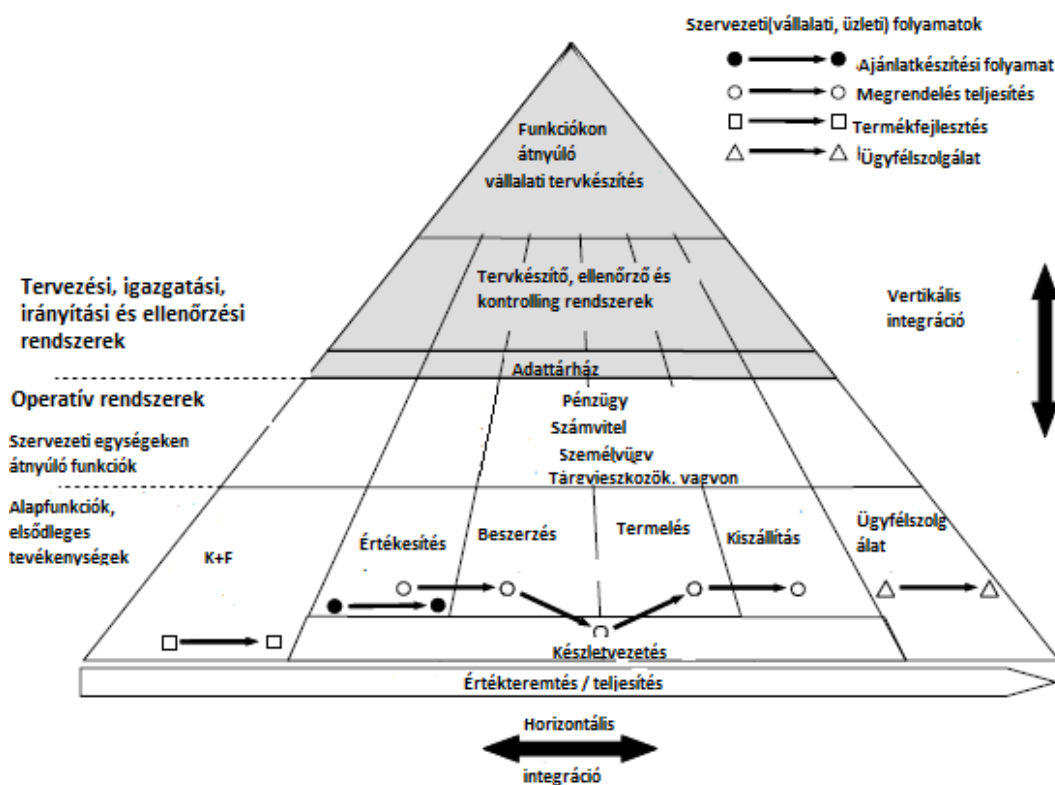 Szervezeti(vállalati, üzleti) folyamatok
Ajánlatkészítési folyamat
Megrendelés teljesítés
Termékfejlesztés
Ügyfélszolgálat
Funkciókon
átnyúló
vállalati tervkészítés
Tervkészítő, ellenőrző és
kontrolling rendszerek
Adattárház
Tervezési, igazgatási,
irányítási és ellenőrzési
rendszerek
Vertikális
integráció
Operatív rendszerek
Szervezeti egységeken
átnyúló funkciók
Pénzügy
Számvitel
Személyügy
Tárgyieszközök, vagyon
Alapfunkciók,
elsődleges
tevékenységek
K+F
Értékesítés
Beszerzés
Termelés
Kiszállítás
Ügyfélszolg
álat
Készletvezetés
Értékteremtés / teljesítés
Horizontális
integráció